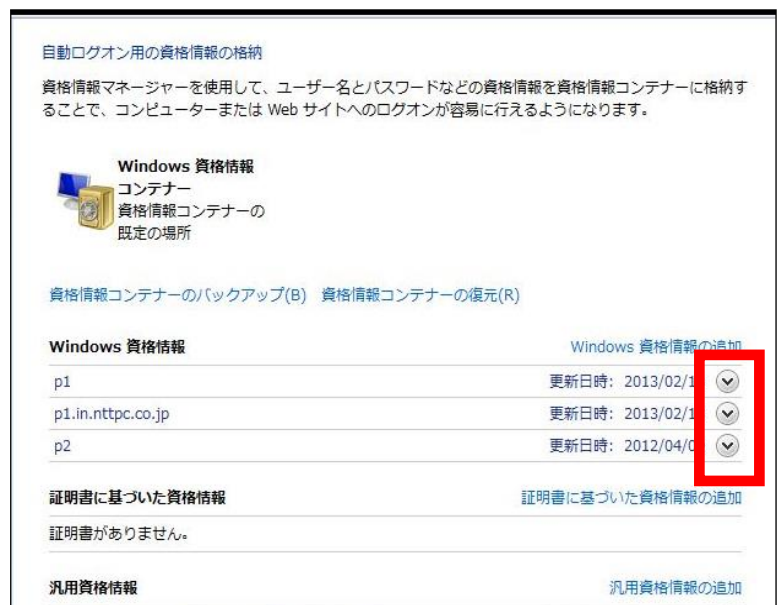 自動ログオン用の資格情報の格納
資格情報マネージャーを使用して、ユーザー名とパスワードなどの資格情報を資格情報コンテナーに格納す
ることで、コンピューターまたは Web サイトへのログオンが容易に行えるようになります。
Windows 資格情報
コンテナー
資格情報コンテナーの
既定の場所
資格情報コンテナーのバックアップ(B) 資格情報コンテナーの復元(R)
Windows 資格情報 Windows 資格情報の追加
p1 更新日時: 2013/02/1
p1.in.nttpc.co.jp 更新日時: 2013/02/1
p2 更新日時: 2012/04/0
証明書に基づいた資格情報 証明書に基づいた資格情報の追加
証明書がありません。
汎用資格情報 汎用資格情報の追加